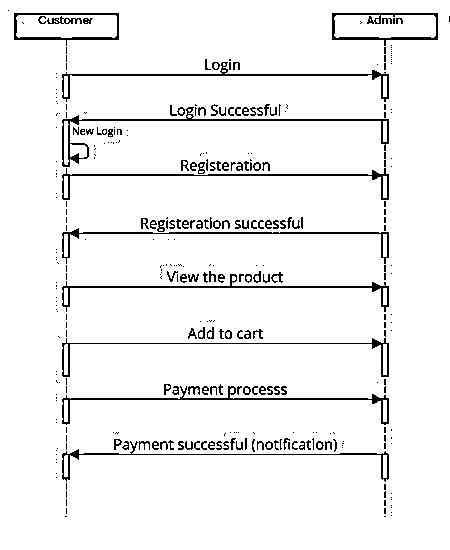 Customer
Admin
Login
Login Successful
New Login
Registeration
Registeration successful
View the product
Add to cart
Payment processs
Payment successful (notification)